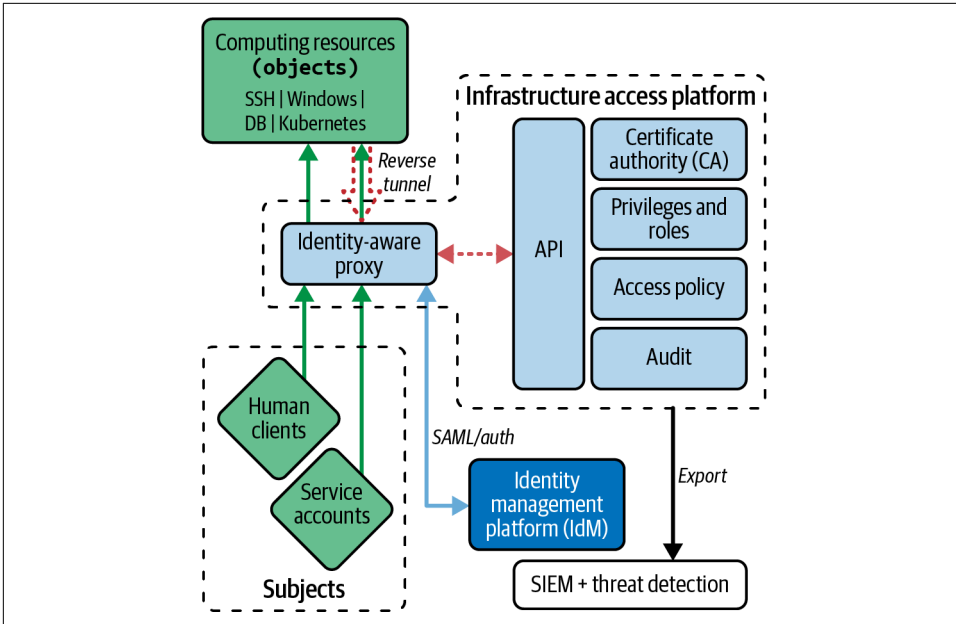 Computing resources
(objects)
SSH | Windows |
DB | Kubernetes
Reverse
tunnel
Infrastructure access platform
Certificate
authority (CA)
Privileges and
roles
Access policy
Audit
API
Identity-aware
proxy
Human
clients
Service
accounts
Subjects
SAML/auth
Identity
management
platform (IdM)
Export
SIEM + threat detection